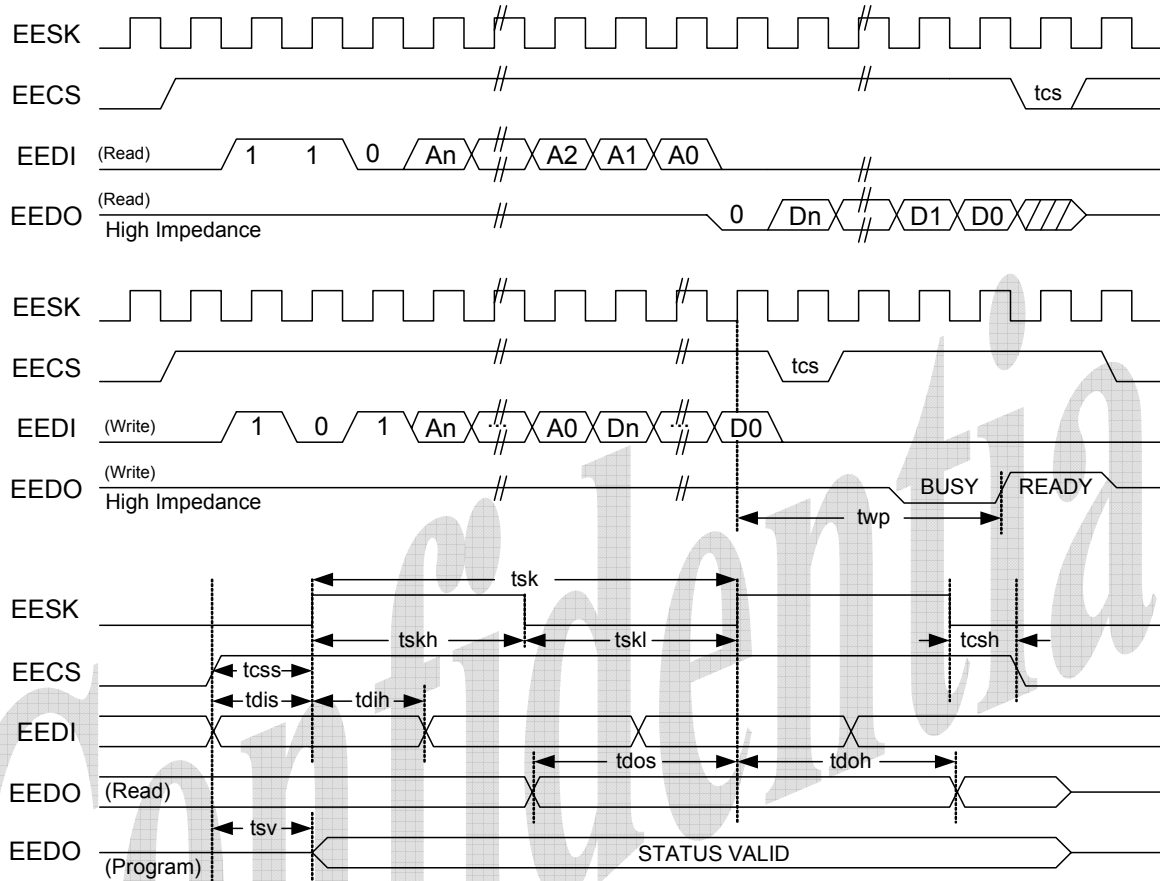 EESK
EECS tcs
EEDI (Read) 1 1 0 An A2 A1 A0
EEDO (Read) High Impedance 0 Dn D1 D0
EESK
EECS tcs
EEDI (Write) 1 0 1 An ... A0 Dn ... D0
EEDO (Write) High Impedance BUSY READY
twp
tsk
EESK
tskh tskl tcsh
EECS tcss
tdis tdih
EEDI
tdos tdoh
EEDO (Read)
tsv
EEDO (Program) STATUS VALID
Confidential